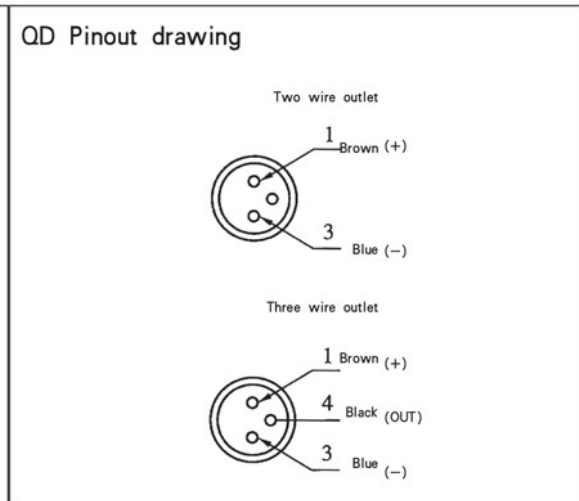 QD Pinout drawing
Two wire outlet
1 Brown (+)
3 Blue (−)
Three wire outlet
1 Brown (+)
4 Black (OUT)
3 Blue (−)